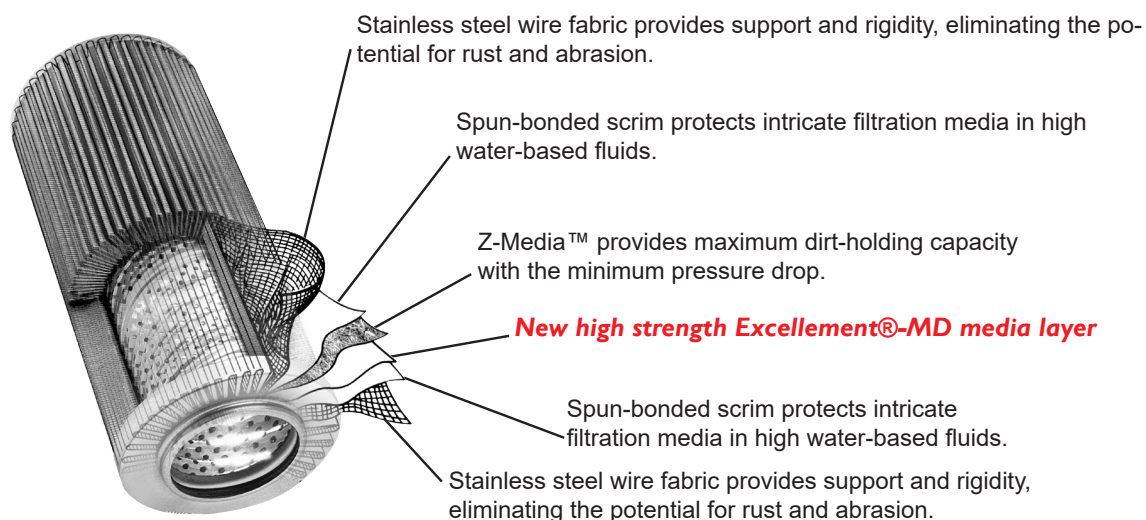 Stainless steel wire fabric provides support and rigidity, eliminating the po-
tential for rust and abrasion.
Spun-bonded scrim protects intricate filtration media in high
water-based fluids.
Z-Media™ provides maximum dirt-holding capacity
with the minimum pressure drop.
New high strength Excellement®-MD media layer
Spun-bonded scrim protects intricate
filtration media in high water-based fluids.
Stainless steel wire fabric provides support and rigidity,
eliminating the potential for rust and abrasion.